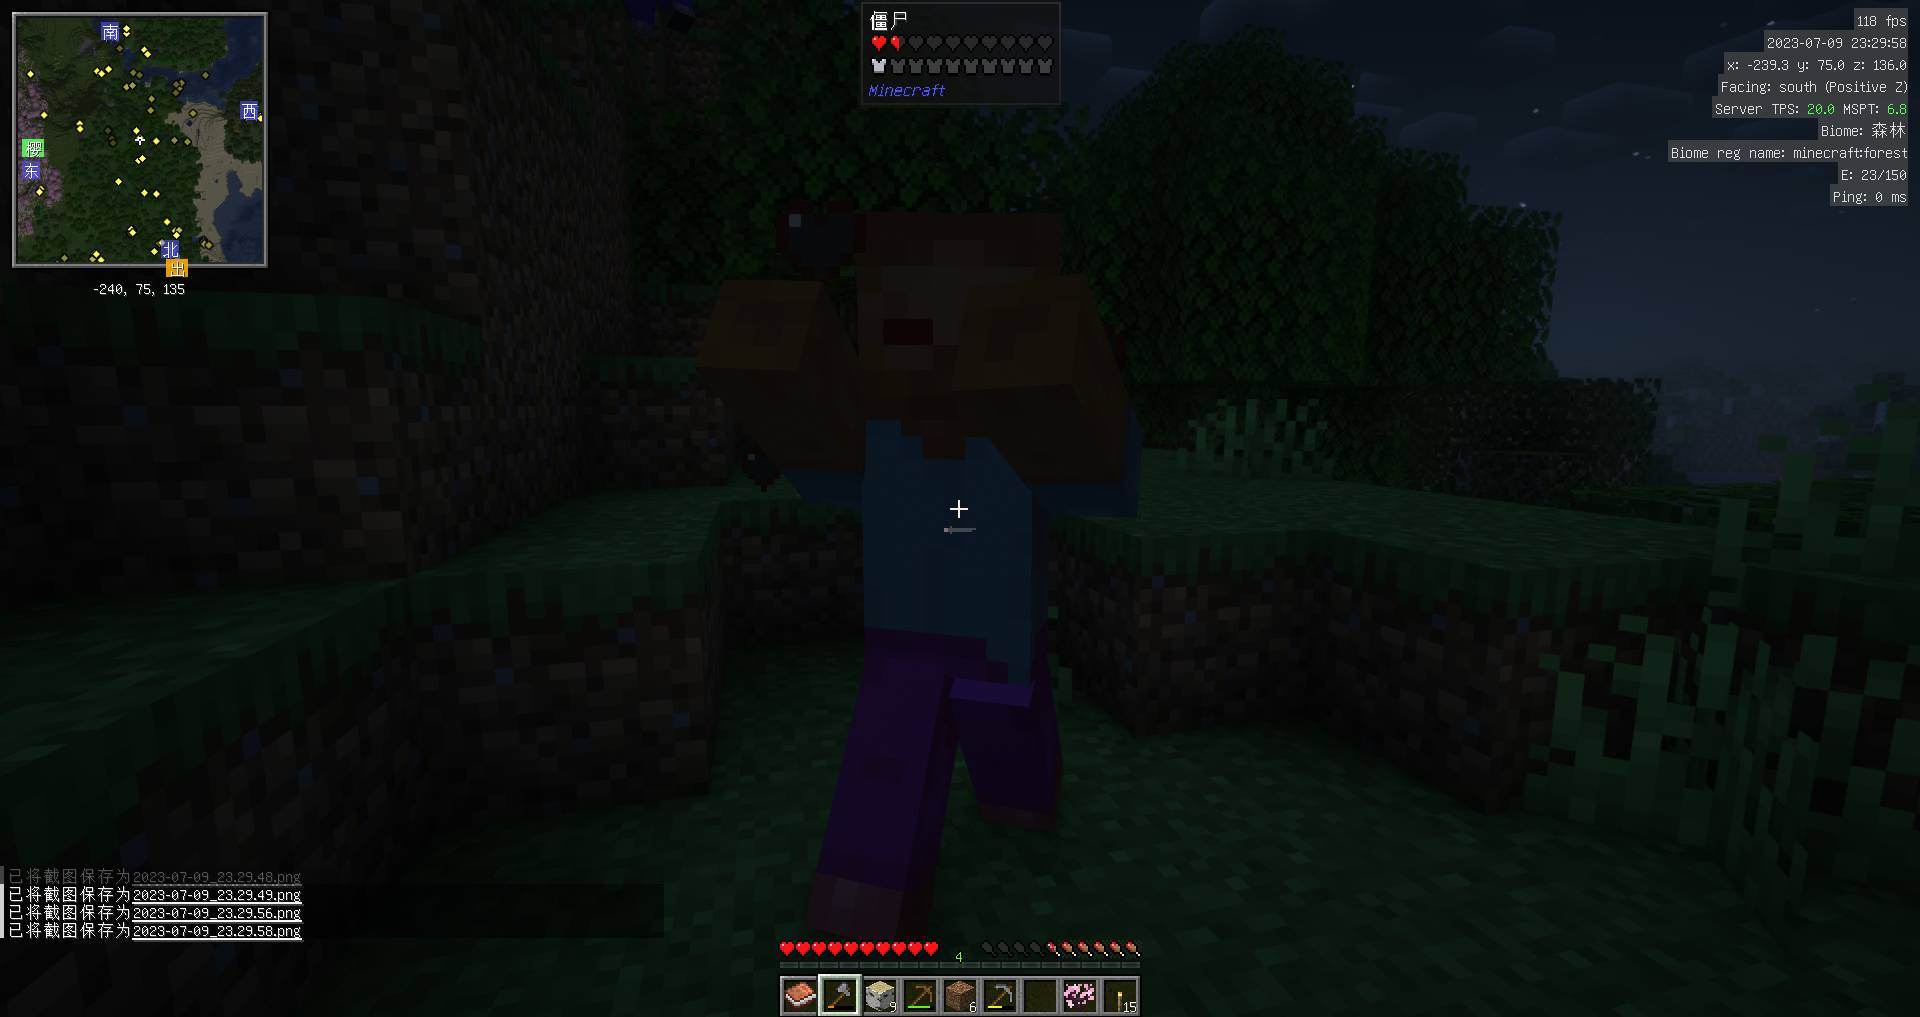 南
西
樱
东
北
出
-240, 75, 135
僵尸
Minecraft
118 fps
2023-07-09 23:29:58
x: -239.3 y: 75.0 z: 136.0
Facing: south (Positive Z)
Server TPS: 20.0 MSPT: 6.8
Biome: 森林
Biome reg name: minecraft:forest
E: 23/150
Ping: 0 ms
已将截图保存为2023-07-09_23.29.48.png
已将截图保存为2023-07-09_23.29.49.png
已将截图保存为2023-07-09_23.29.56.png
已将截图保存为2023-07-09_23.29.58.png
4
9 6 15